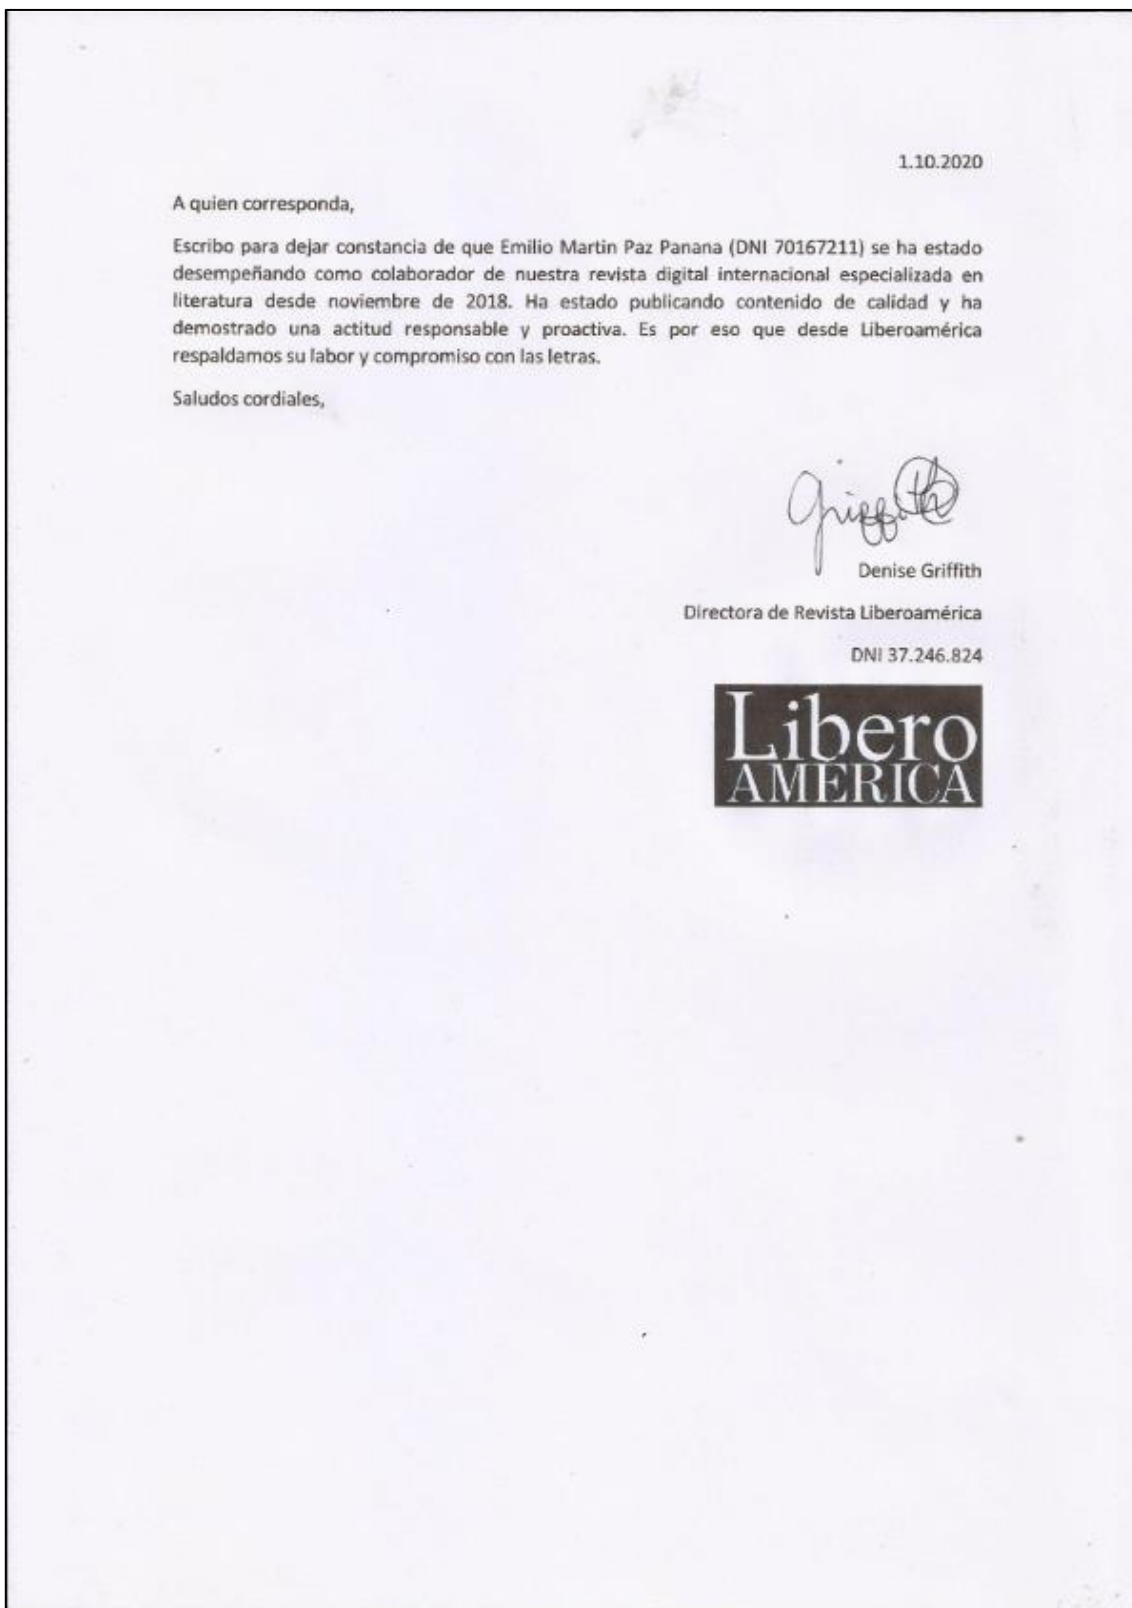 1.10.2020
A quien corresponda,
Escribo para dejar constancia de que Emilio Martin Paz Panana (DNI 70167211) se ha estado
desempeñando como colaborador de nuestra revista digital internacional especializada en
literatura desde noviembre de 2018. Ha estado publicando contenido de calidad y ha
demostrado una actitud responsable y proactiva. Es por eso que desde Liberoamérica
respaldamos su labor y compromiso con las letras.
Saludos cordiales,
Griffith
Denise Griffith
Directora de Revista Liberoamérica
DNI 37.246.824
Libero
AMÉRICA